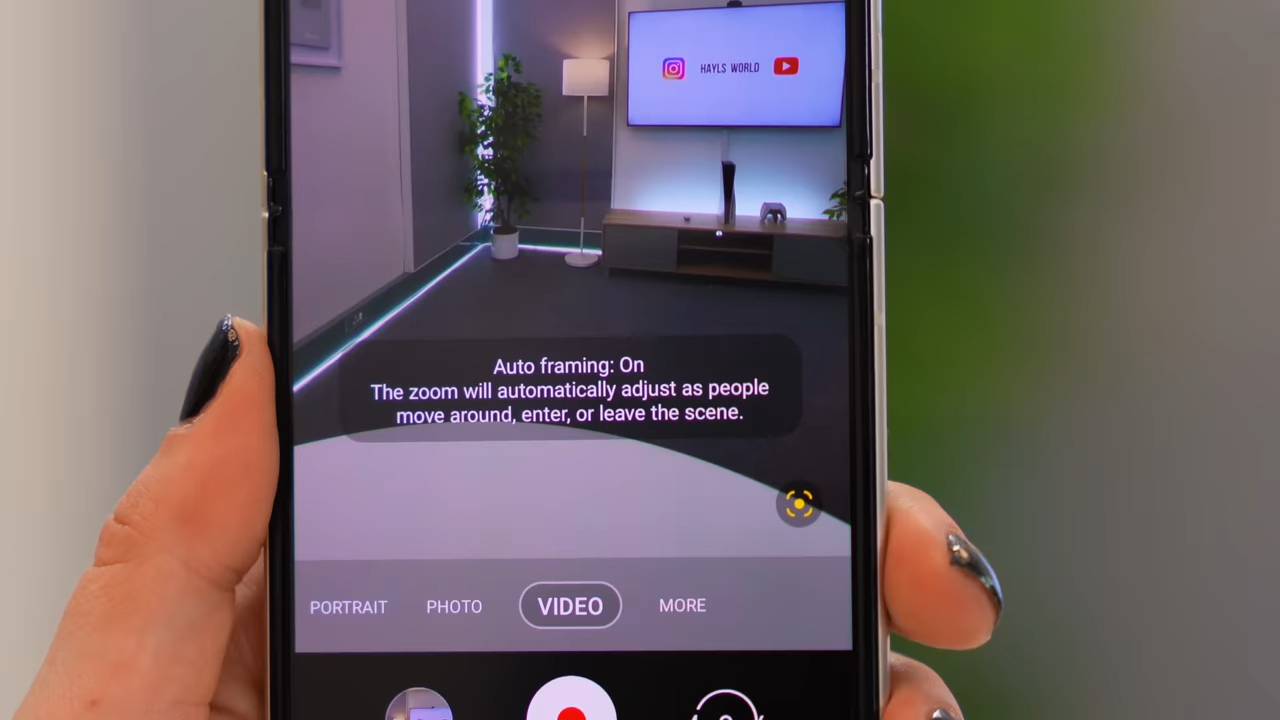 HAYLS WORLD
Auto framing: On
The zoom will automatically adjust as people
move around, enter, or leave the scene.
PORTRAIT PHOTO VIDEO MORE